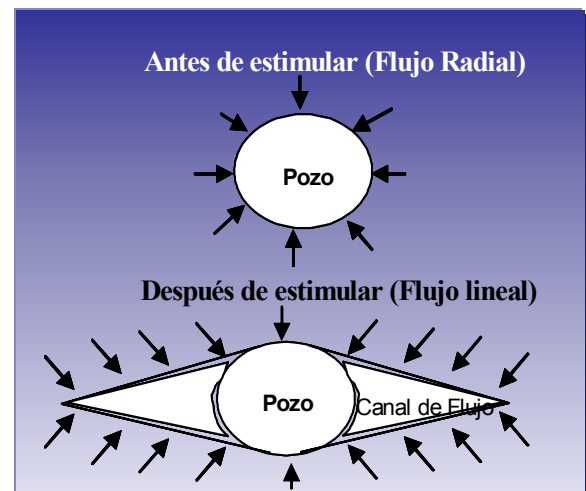 Antes de estimular (Flujo Radial)
Pozo
Después de estimular (Flujo lineal)
Pozo
Canal de Flujo